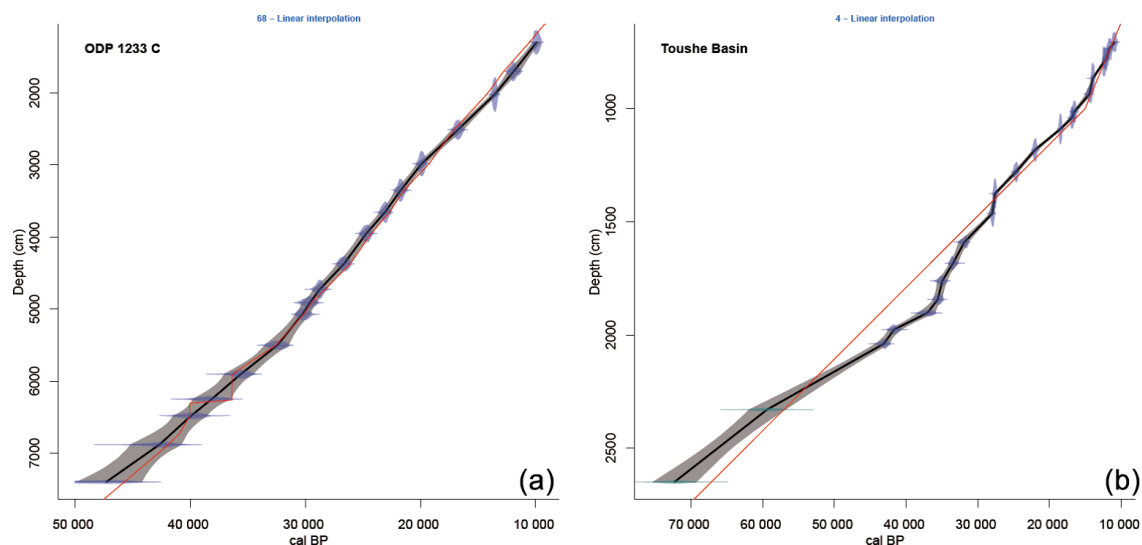 68 – Linear interpolation
ODP 1233 C
Depth (cm)
2000
3000
4000
5000
6000
7000
50 000 40 000 30 000 20 000 10 000
cal BP
(a)
4 – Linear interpolation
Toushe Basin
Depth (cm)
1000
1500
2000
2500
70 000 60 000 50 000 40 000 30 000 20 000 10 000
cal BP
(b)